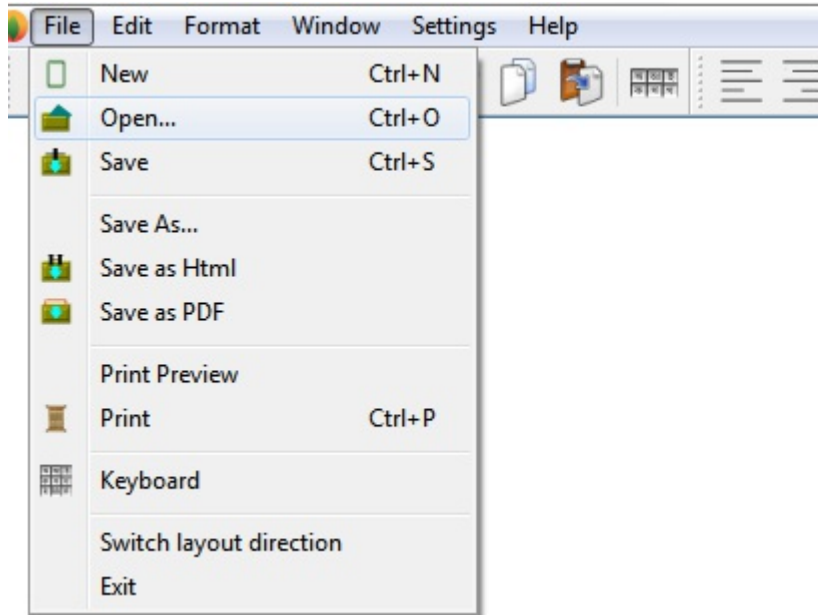 File Edit Format Window Settings Help
New Ctrl+N
Open... Ctrl+O
Save Ctrl+S
Save As...
Save as Html
Save as PDF
Print Preview
Print Ctrl+P
Keyboard
Switch layout direction
Exit